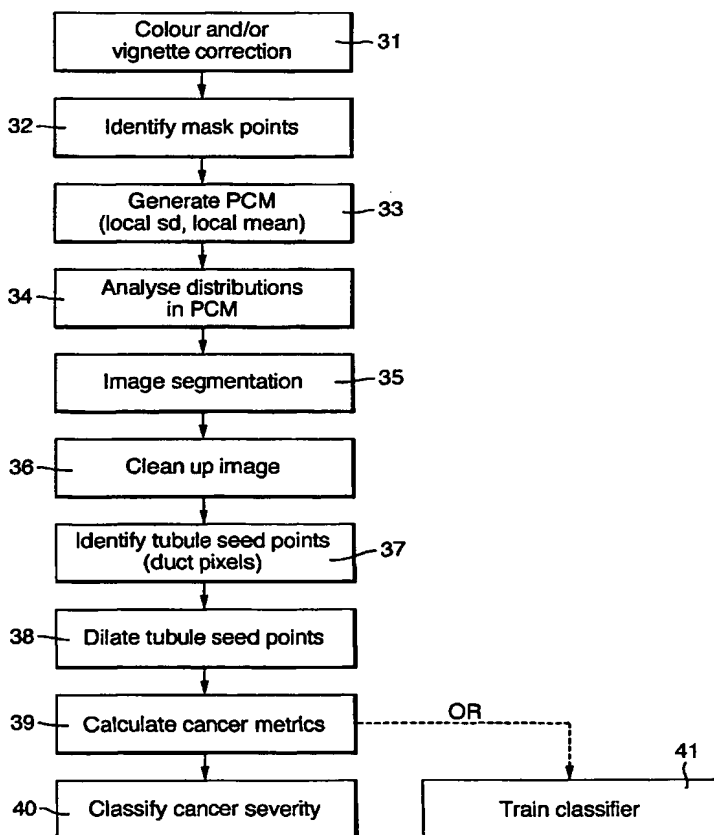 Colour and/or
vignette correction
31
32
Identify mask points
Generate PCM
(local sd, local mean)
33
34
Analyse distributions
in PCM
Image segmentation
35
36
Clean up image
Identify tubule seed points
(duct pixels)
37
38
Dilate tubule seed points
39
Calculate cancer metrics
OR
41
40
Classify cancer severity
Train classifier